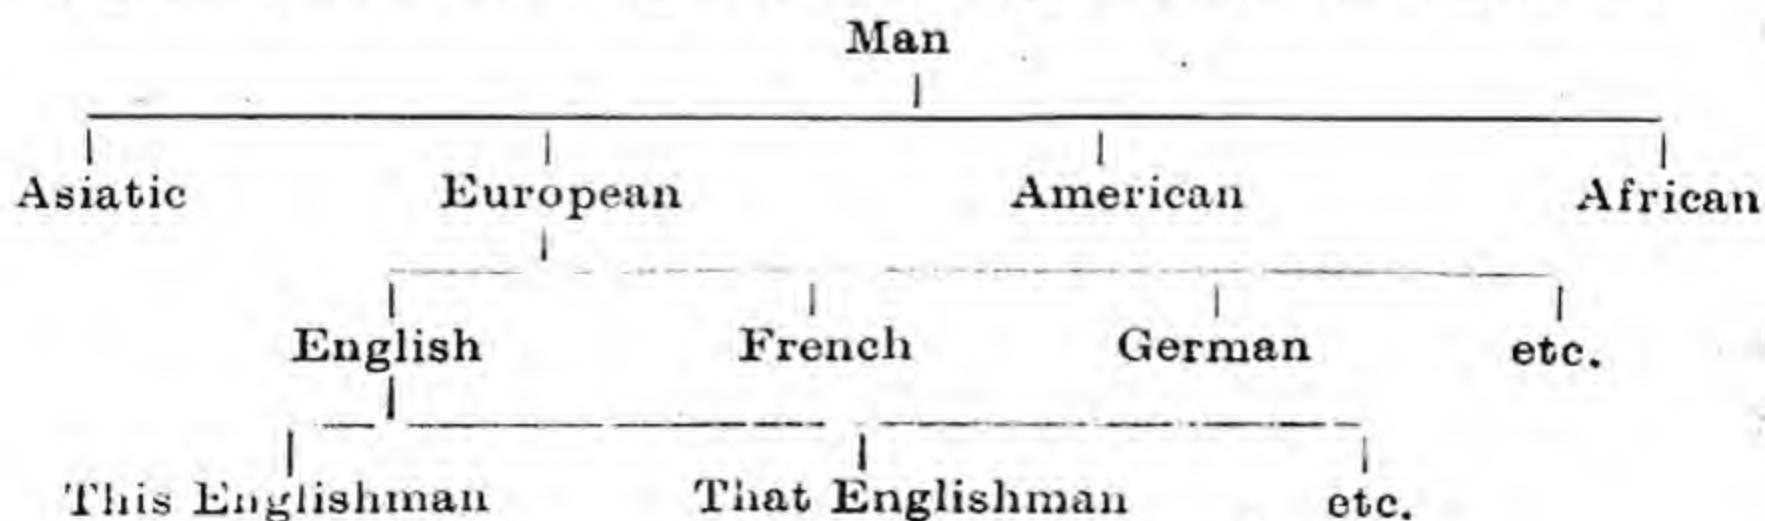 Man
Asiatic European American African
English French German etc.
This Englishman That Englishman etc.